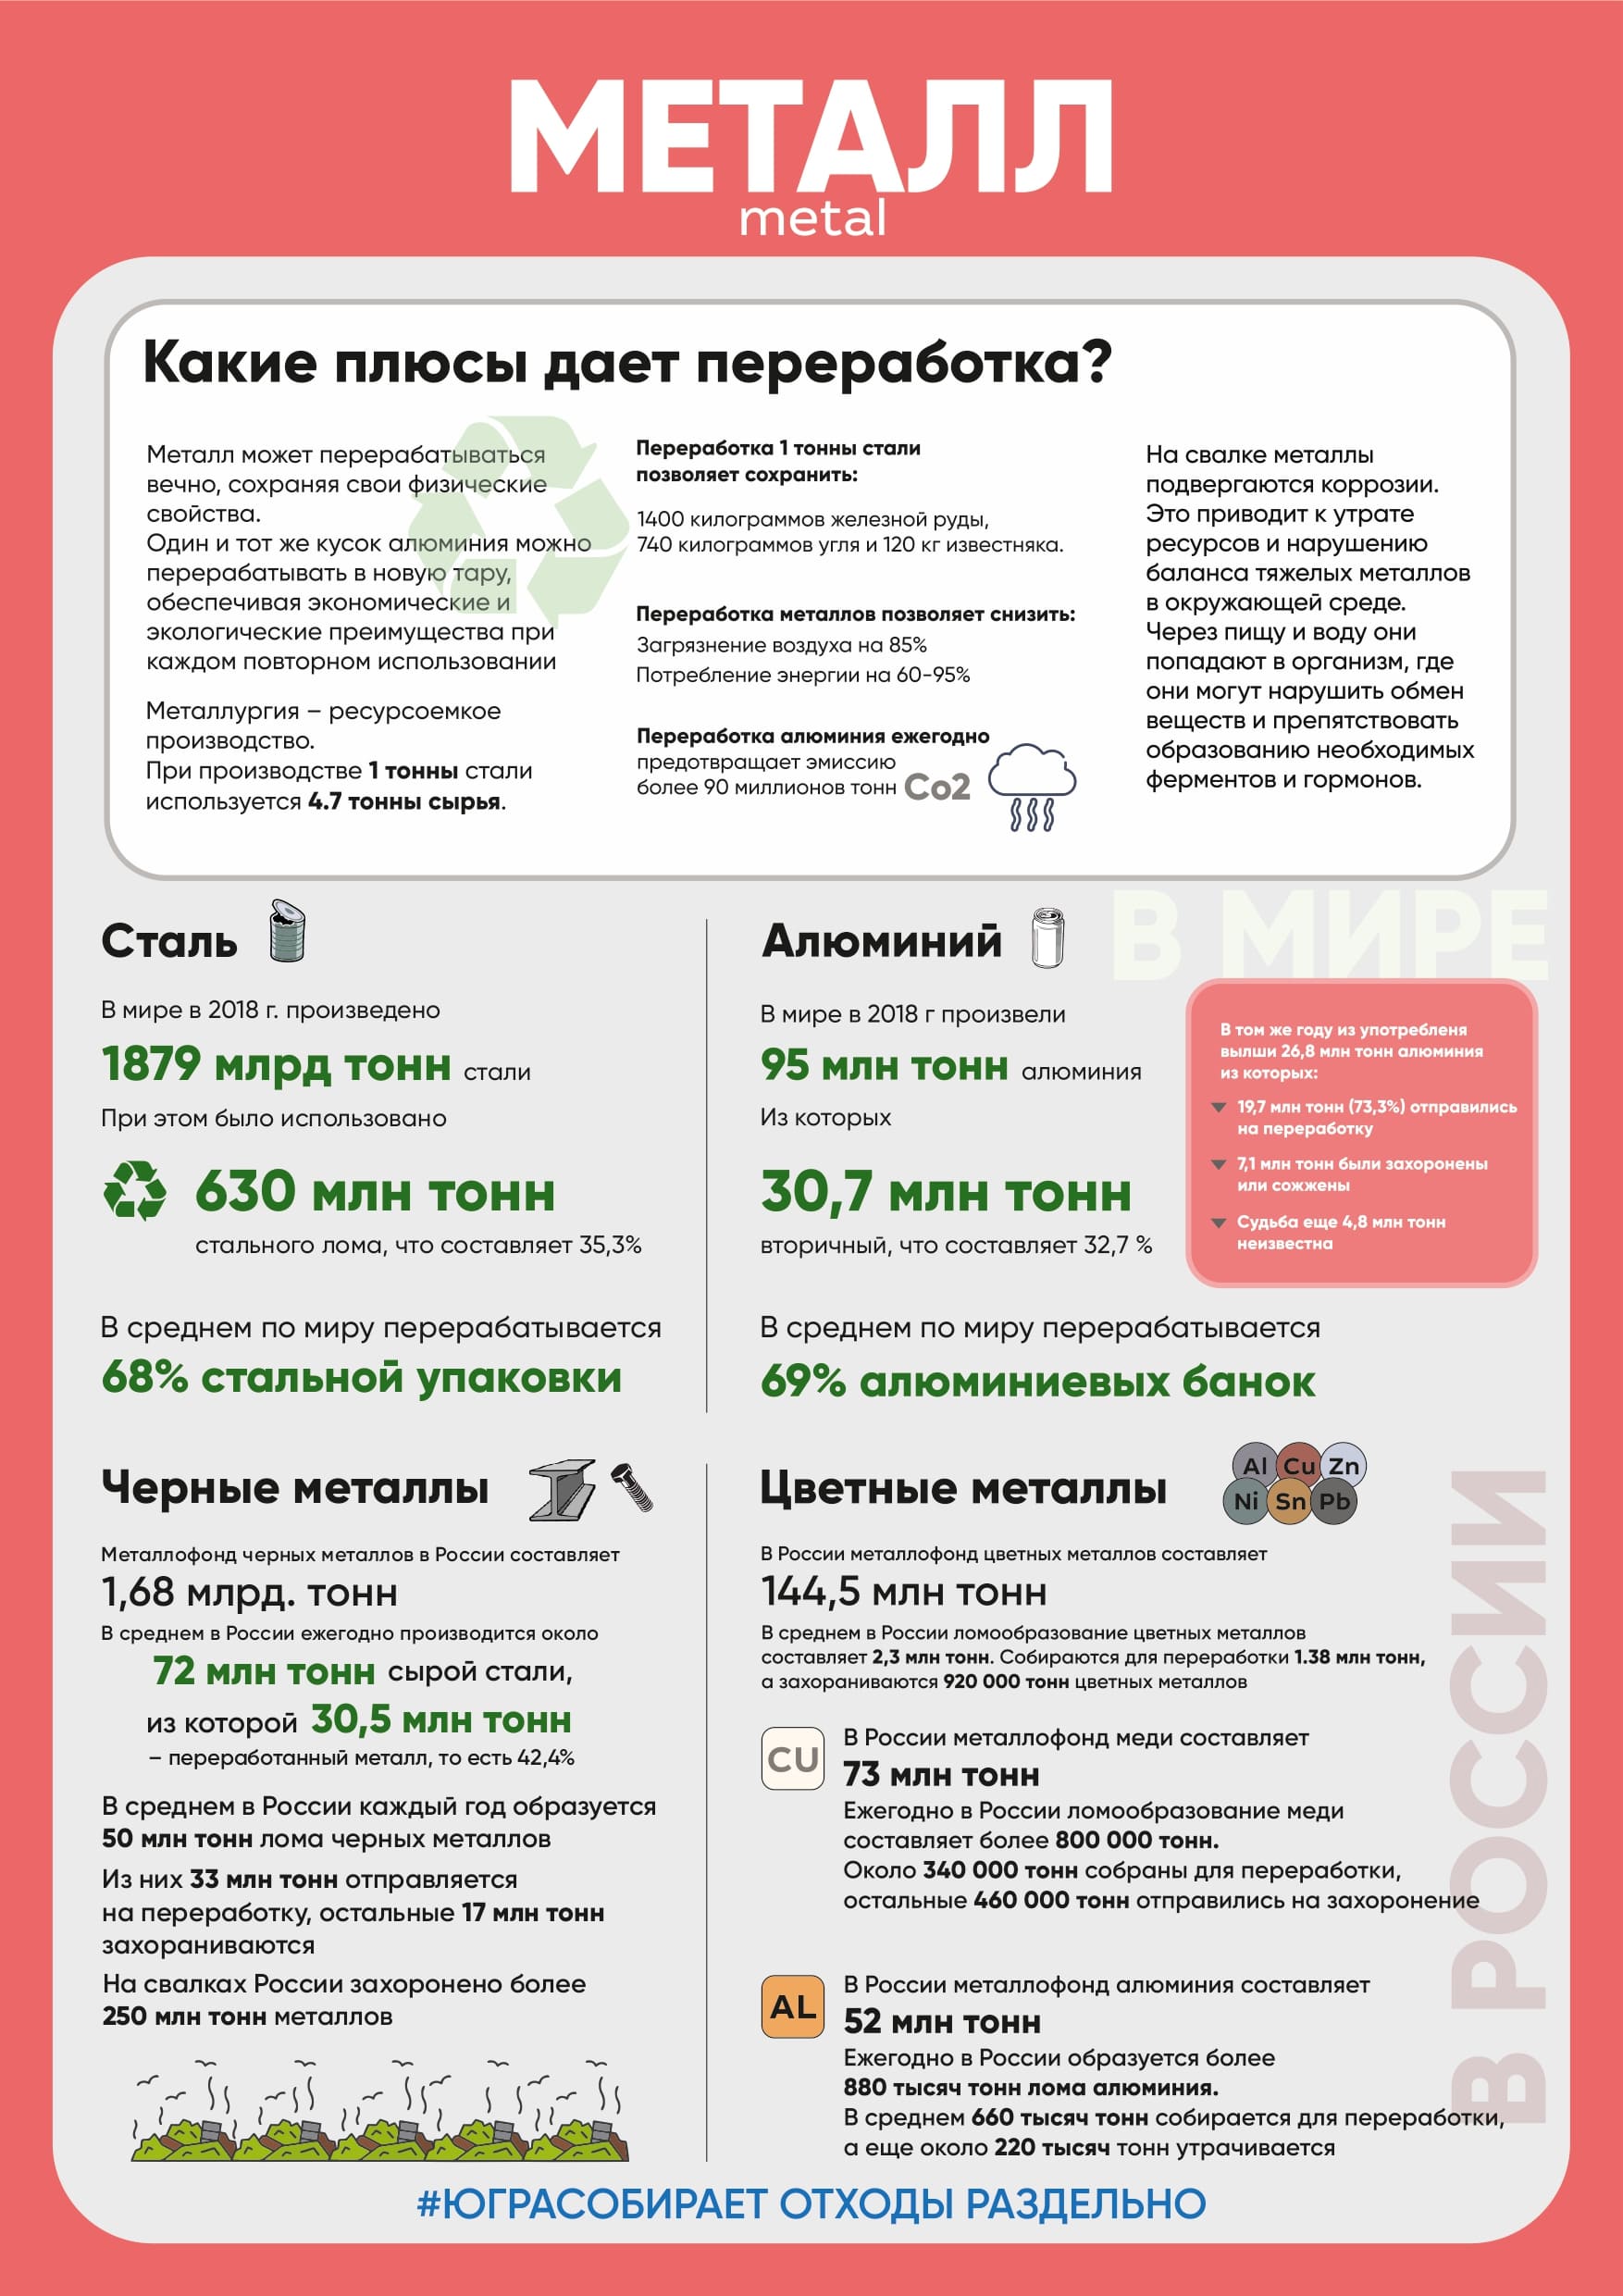 МЕТАЛЛ
metal
Какие плюсы дает переработка?
Металл может перерабатываться
вечно, сохраняя свои физические
свойства.
Один и тот же кусок алюминия можно
перерабатывать в новую тару,
обеспечивая экономические и
экологические преимущества при
каждом повторном использовании
Металлургия – ресурсоемкое
производство.
При производстве 1 тонны стали
используется 4.7 тонны сырья.
Переработка 1 тонны стали
позволяет сохранить:
1400 килограммов железной руды,
740 килограммов угля и 120 кг известняка.
Переработка металлов позволяет снизить:
Загрязнение воздуха на 85%
Потребление энергии на 60-95%
Переработка алюминия ежегодно
предотвращает эмиссию
более 90 миллионов тонн Co2
На свалке металлы
подвергаются коррозии.
Это приводит к утрате
ресурсов и нарушению
баланса тяжелых металлов
в окружающей среде.
Через пищу и воду они
попадают в организм, где
они могут нарушить обмен
веществ и препятствовать
образованию необходимых
ферментов и гормонов.
В МИРЕ
Сталь
В мире в 2018 г. произведено
1879 млрд тонн стали
При этом было использовано
630 млн тонн
стального лома, что составляет 35,3%
В среднем по миру перерабатывается
68% стальной упаковки
Алюминий
В мире в 2018 г произвели
95 млн тонн алюминия
Из которых
30,7 млн тонн
вторичный, что составляет 32,7 %
В среднем по миру перерабатывается
69% алюминиевых банок
В том же году из употребленя
вылши 26,8 млн тонн алюминия
из которых:
19,7 млн тонн (73,3%) отправились
на переработку
7,1 млн тонн были захоронены
или сожжены
Судьба еще 4,8 млн тонн
неизвестна
Черные металлы
Металлофонд черных металлов в России составляет
1,68 млрд. тонн
В среднем в России ежегодно производится около
72 млн тонн сырой стали,
из которой 30,5 млн тонн
– переработанный металл, то есть 42,4%
В среднем в России каждый год образуется
50 млн тонн лома черных металлов
Из них 33 млн тонн отправляется
на переработку, остальные 17 млн тонн
захораниваются
На свалках России захоронено более
250 млн тонн металлов
Цветные металлы
Al Cu Zn
Ni Sn Pb
В России металлофонд цветных металлов составляет
144,5 млн тонн
В среднем в России ломообразование цветных металлов
составляет 2,3 млн тонн. Собираются для переработки 1.38 млн тонн,
а захораниваются 920 000 тонн цветных металлов
CU
В России металлофонд меди составляет
73 млн тонн
Ежегодно в России ломообразование меди
составляет более 800 000 тонн.
Около 340 000 тонн собраны для переработки,
остальные 460 000 тонн отправились на захоронение
AL
В России металлофонд алюминия составляет
52 млн тонн
Ежегодно в России образуется более
880 тысяч тонн лома алюминия.
В среднем 660 тысяч тонн собирается для переработки,
а еще около 220 тысяч тонн утрачивается
В РОССИИ
#ЮГРАСОБИРАЕТ ОТХОДЫ РАЗДЕЛЬНО